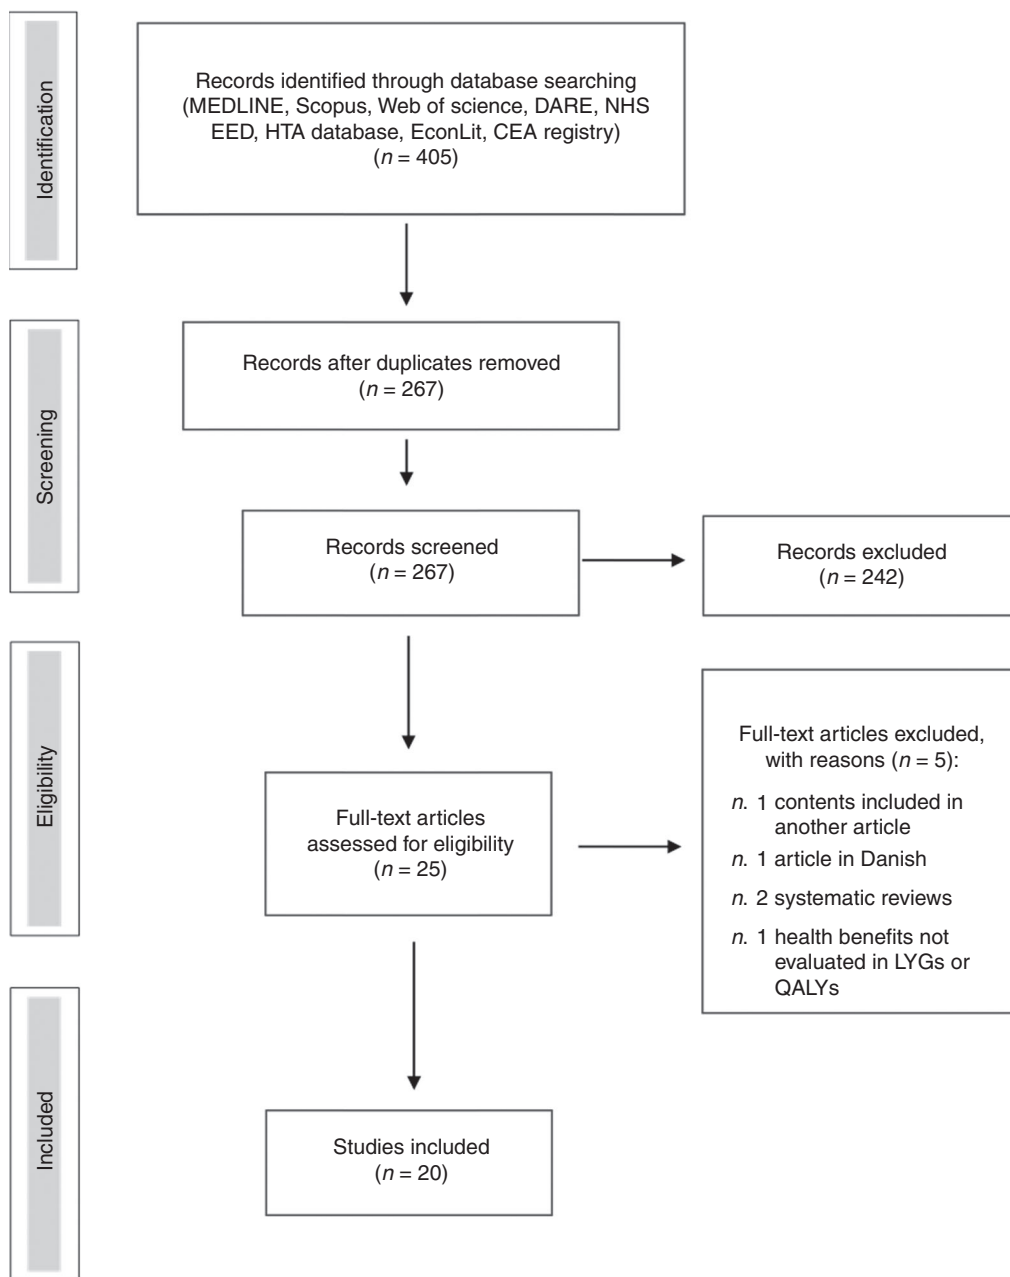 Identification
Records identified through database searching
(MEDLINE, Scopus, Web of science, DARE, NHS
EED, HTA database, EconLit, CEA registry)
(n = 405)
Screening
Records after duplicates removed
(n = 267)
Records screened
(n = 267)
Records excluded
(n = 242)
Eligibility
Full-text articles
assessed for eligibility
(n = 25)
Full-text articles excluded,
with reasons (n = 5):
n. 1 contents included in
another article
n. 1 article in Danish
n. 2 systematic reviews
n. 1 health benefits not
evaluated in LYGs or
QALYs
Included
Studies included
(n = 20)